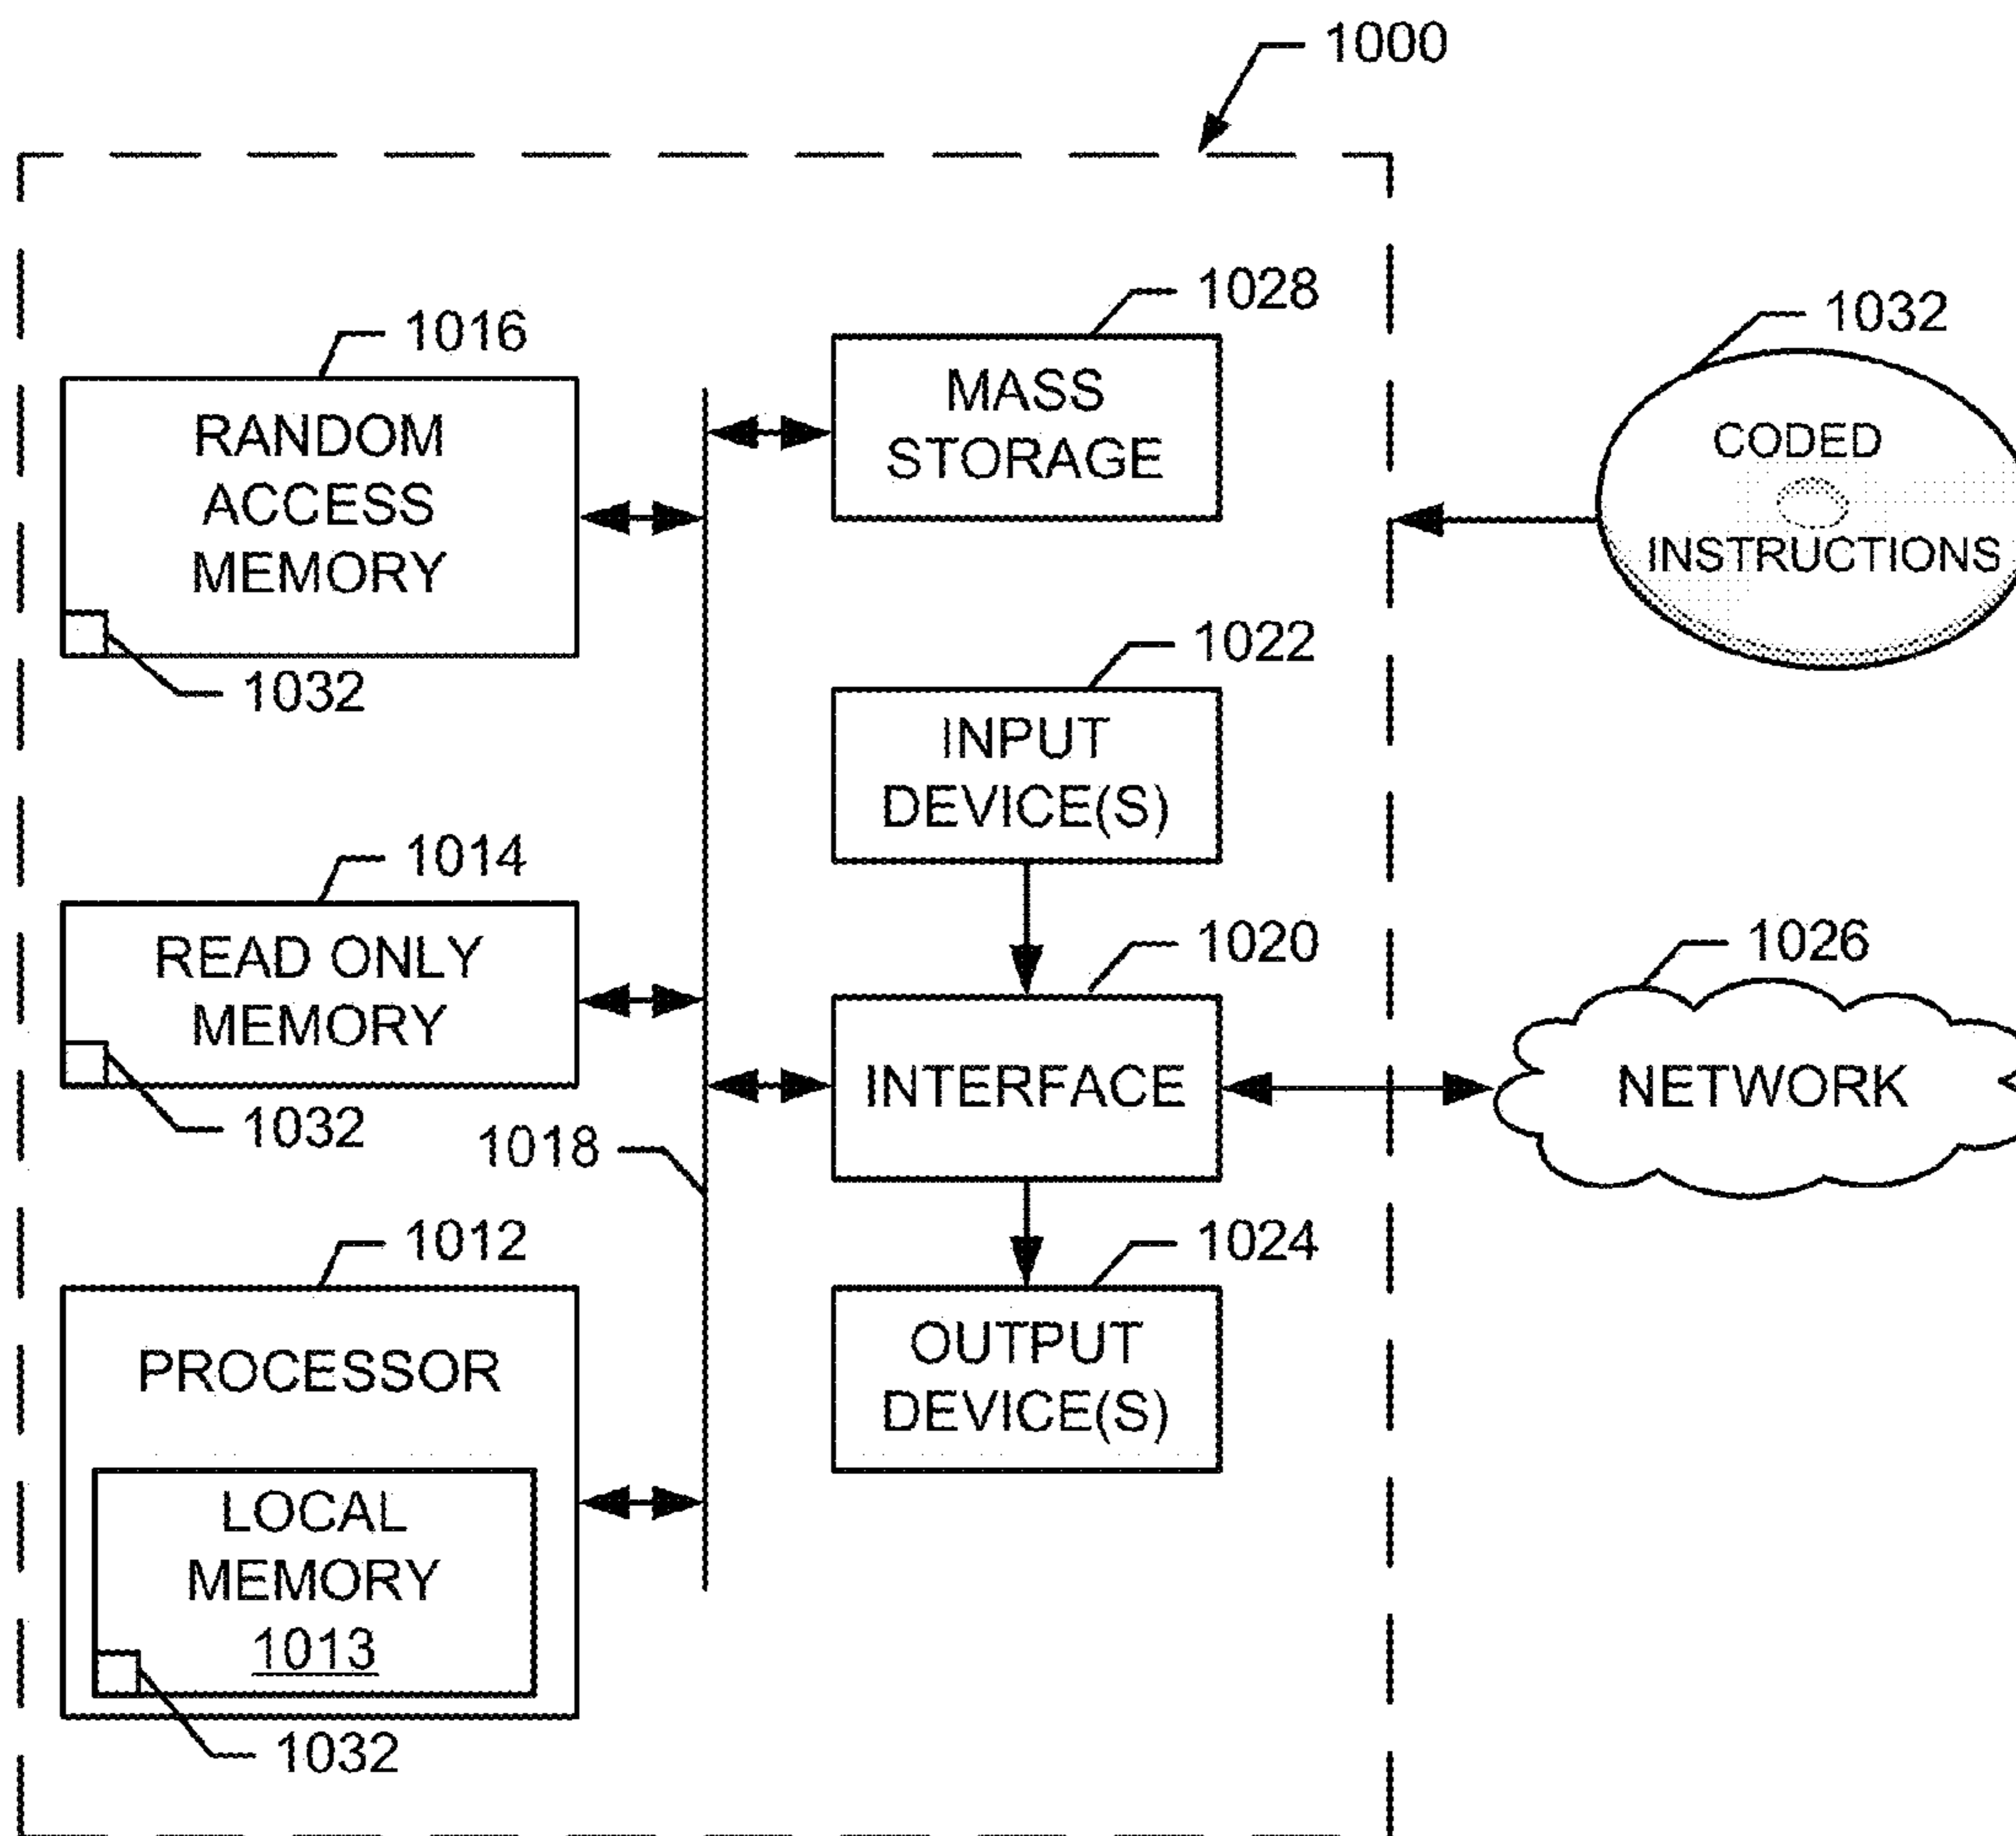 1000
1028
MASS
STORAGE
1016
RANDOM
ACCESS
MEMORY
1032
1032
CODED
INSTRUCTIONS
1022
INPUT
DEVICE(S)
1014
READ ONLY
MEMORY
1032
1020
INTERFACE
1026
NETWORK
1018
1012
PROCESSOR
LOCAL
MEMORY
1013
1032
1024
OUTPUT
DEVICE(S)